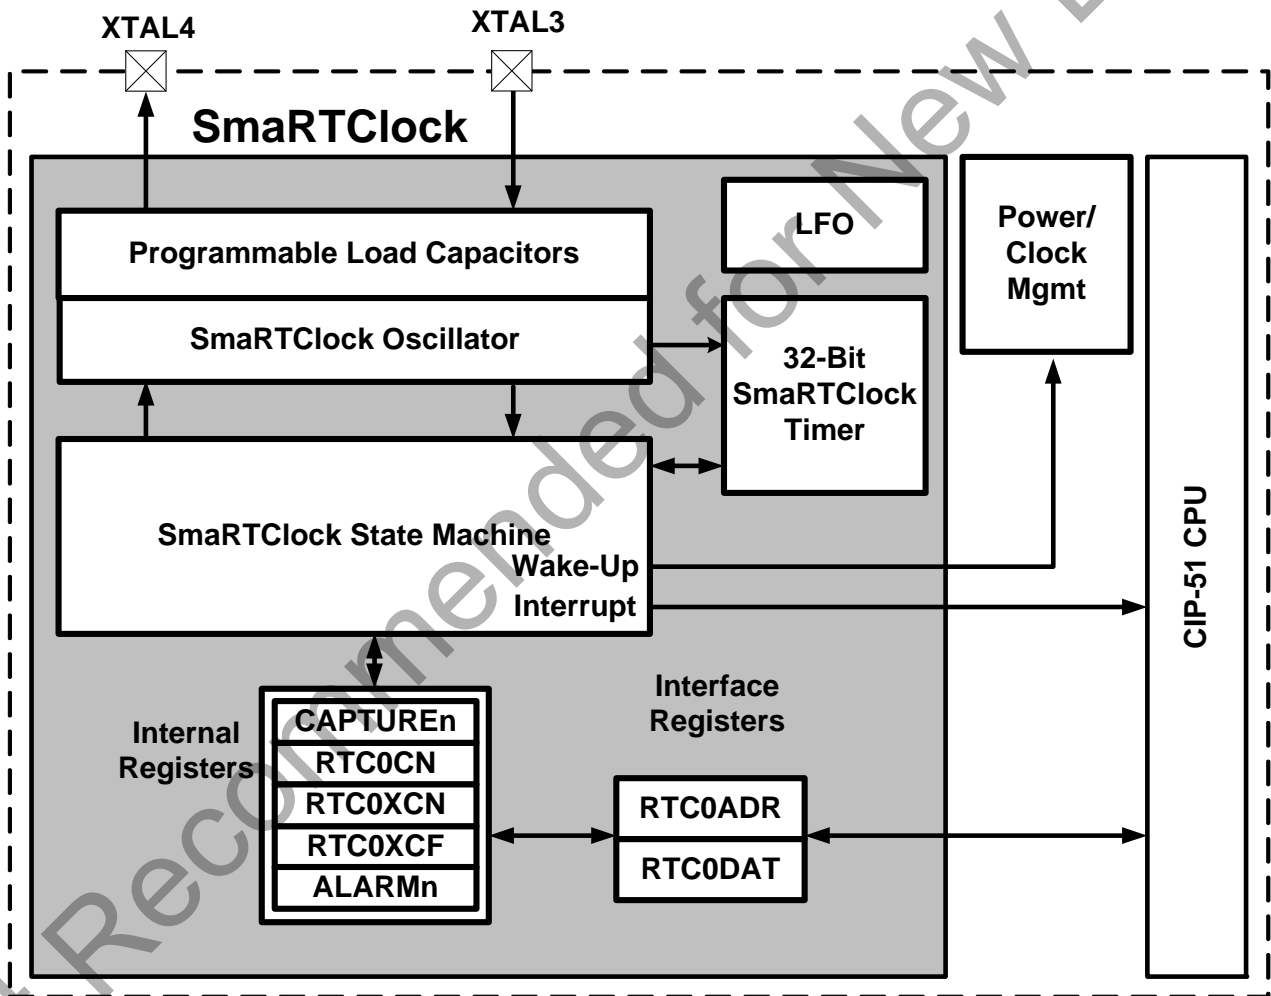 XTAL4
XTAL3
SmaRTClock
LFO
Power/
Clock
Mgmt
Programmable Load Capacitors
SmaRTClock Oscillator
32-Bit
SmaRTClock
Timer
SmaRTClock State Machine
Wake-Up
Interrupt
CIP-51 CPU
Internal
Registers
CAPTUREn
RTC0CN
RTC0XCN
RTC0XCF
ALARMn
Interface
Registers
RTC0ADR
RTC0DAT
Recommended for New